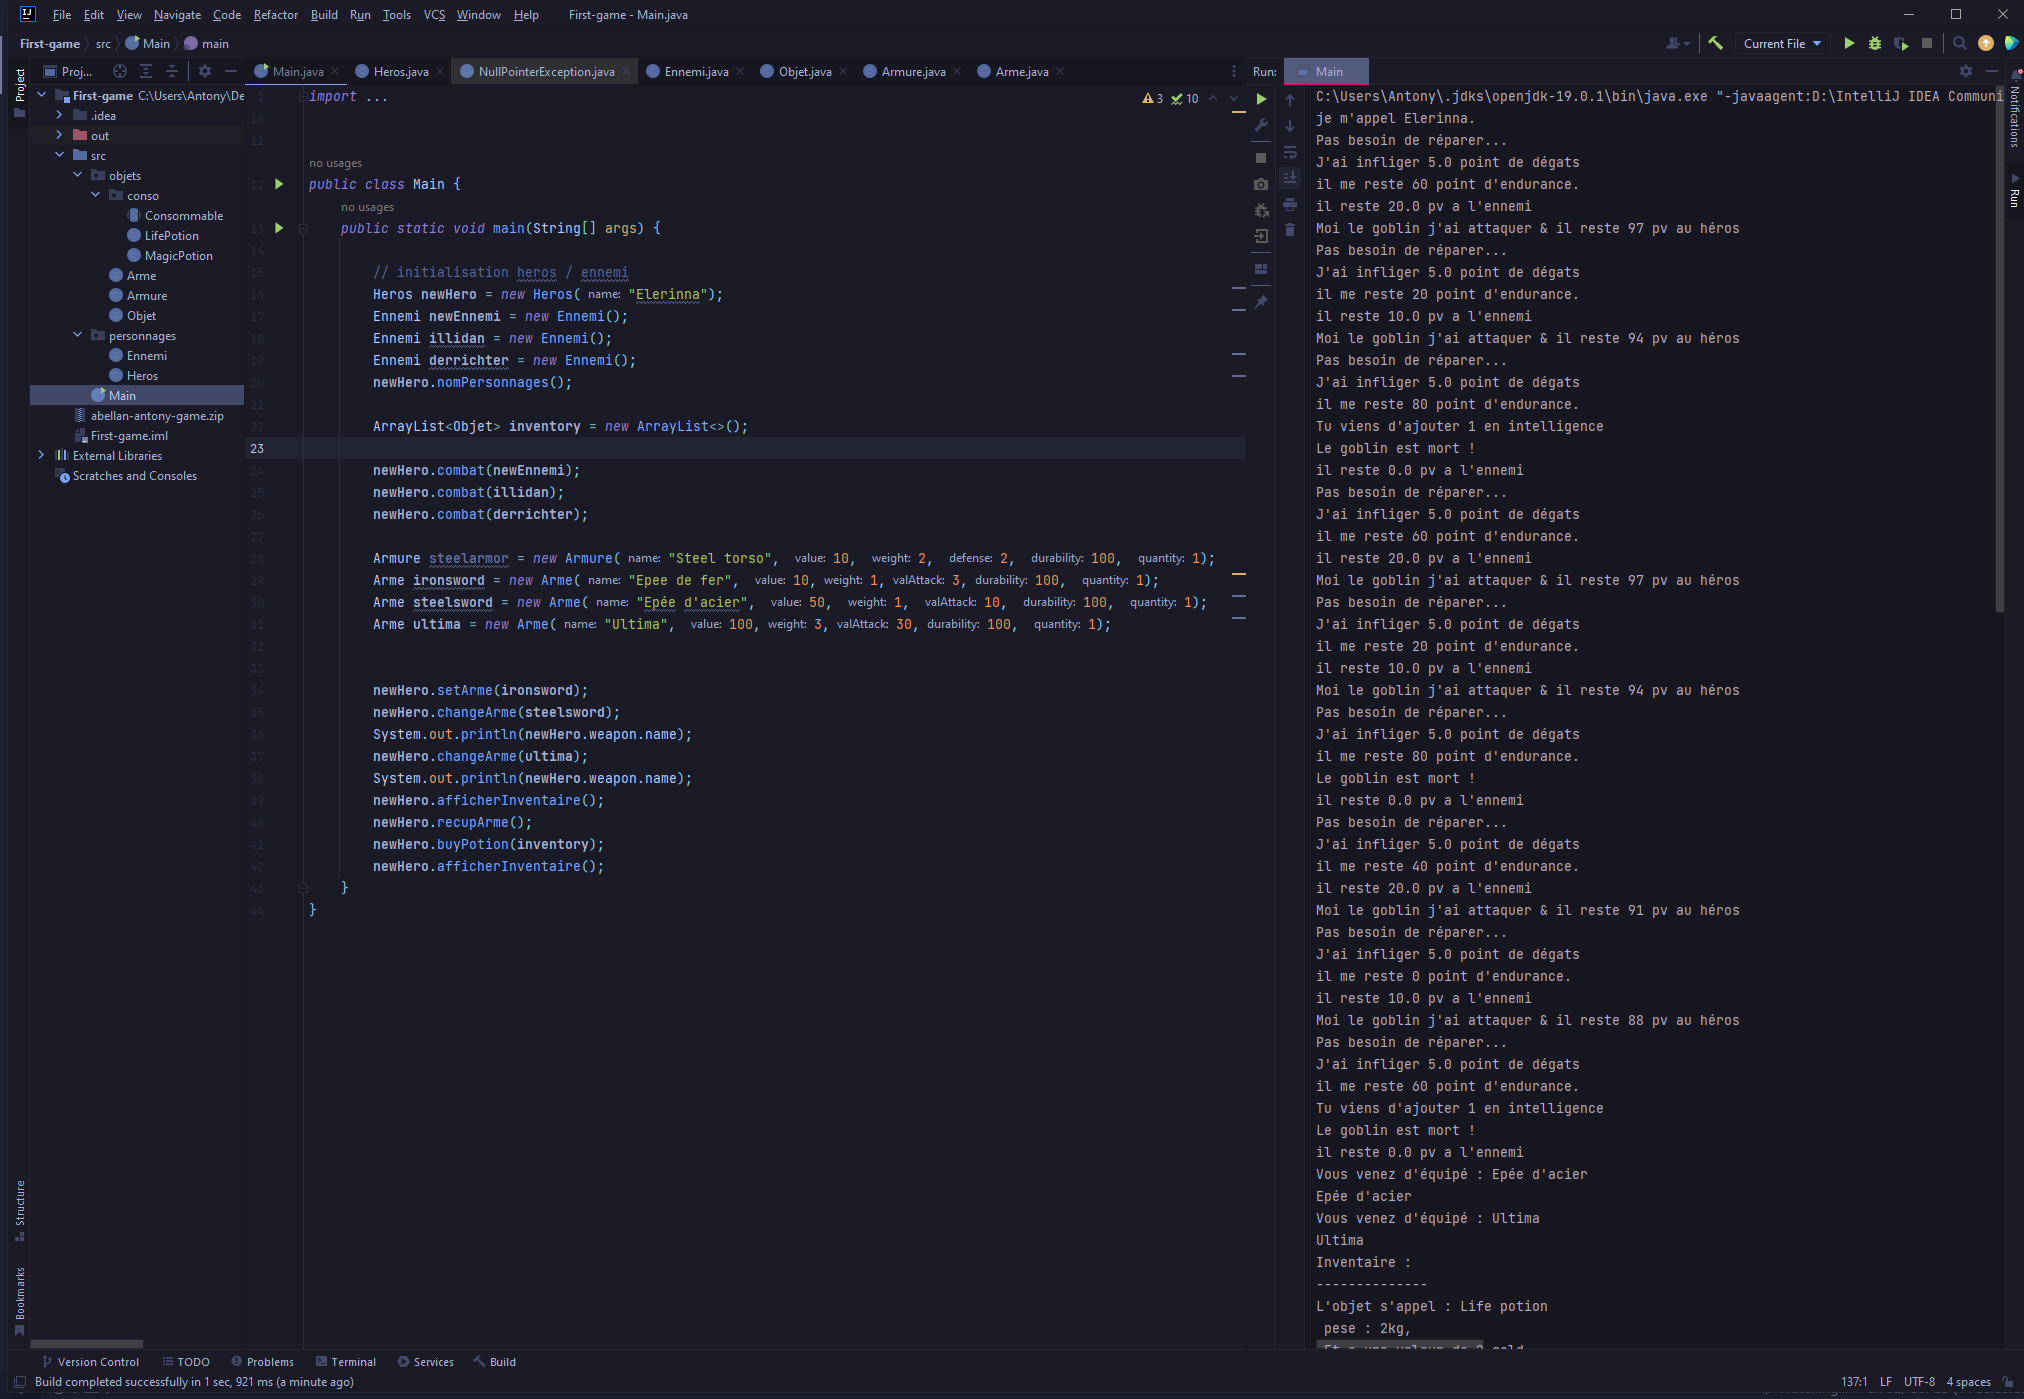 File Edit View Navigate Code Refactor Build Run Tools VCS Window Help First-game - Main.java
First-game src Main main
Current File
Project
Proj...
Main.java Heros.java NullPointerException.java Ennemi.java Objet.java Armure.java Arme.java
Run: Main
Notifications
Run
First-game C:\Users\Antony\De
.idea
out
src
objets
conso
Consommable
LifePotion
MagicPotion
Arme
Armure
Objet
personnages
Ennemi
Heros
Main
abellan-antony-game.zip
First-game.iml
External Libraries
Scratches and Consoles
3 10
1 import ...
10
11
no usages
12 public class Main {
no usages
13 public static void main(String[] args) {
14
15 // initialisation heros / ennemi
16 Heros newHero = new Heros( name: "Elerinna");
17 Ennemi newEnnemi = new Ennemi();
18 Ennemi illidan = new Ennemi();
19 Ennemi derrichter = new Ennemi();
20 newHero.nomPersonnages();
21
22 ArrayList<Objet> inventory = new ArrayList<>();
23
24 newHero.combat(newEnnemi);
25 newHero.combat(illidan);
26 newHero.combat(derrichter);
27
28 Armure steelarmor = new Armure( name: "Steel torso", value: 10, weight: 2, defense: 2, durability: 100, quantity: 1);
29 Arme ironsword = new Arme( name: "Epee de fer", value: 10, weight: 1, valAttack: 3, durability: 100, quantity: 1);
30 Arme steelsword = new Arme( name: "Epée d'acier", value: 50, weight: 1, valAttack: 10, durability: 100, quantity: 1);
31 Arme ultima = new Arme( name: "Ultima", value: 100, weight: 3, valAttack: 30, durability: 100, quantity: 1);
32
33
34 newHero.setArme(ironsword);
35 newHero.changeArme(steelsword);
36 System.out.println(newHero.weapon.name);
37 newHero.changeArme(ultima);
38 System.out.println(newHero.weapon.name);
39 newHero.afficherInventaire();
40 newHero.recupArme();
41 newHero.buyPotion(inventory);
42 newHero.afficherInventaire();
43 }
44 }
C:\Users\Antony\.jdks\openjdk-19.0.1\bin\java.exe "-javaagent:D:\IntelliJ IDEA Communi
je m'appel Elerinna.
Pas besoin de réparer...
J'ai infliger 5.0 point de dégats
il me reste 60 point d'endurance.
il reste 20.0 pv a l'ennemi
Moi le goblin j'ai attaquer & il reste 97 pv au héros
Pas besoin de réparer...
J'ai infliger 5.0 point de dégats
il me reste 20 point d'endurance.
il reste 10.0 pv a l'ennemi
Moi le goblin j'ai attaquer & il reste 94 pv au héros
Pas besoin de réparer...
J'ai infliger 5.0 point de dégats
il me reste 80 point d'endurance.
Tu viens d'ajouter 1 en intelligence
Le goblin est mort !
il reste 0.0 pv a l'ennemi
Pas besoin de réparer...
J'ai infliger 5.0 point de dégats
il me reste 60 point d'endurance.
il reste 20.0 pv a l'ennemi
Moi le goblin j'ai attaquer & il reste 97 pv au héros
Pas besoin de réparer...
J'ai infliger 5.0 point de dégats
il me reste 20 point d'endurance.
il reste 10.0 pv a l'ennemi
Moi le goblin j'ai attaquer & il reste 94 pv au héros
Pas besoin de réparer...
J'ai infliger 5.0 point de dégats
il me reste 80 point d'endurance.
Le goblin est mort !
il reste 0.0 pv a l'ennemi
Pas besoin de réparer...
J'ai infliger 5.0 point de dégats
il me reste 40 point d'endurance.
il reste 20.0 pv a l'ennemi
Moi le goblin j'ai attaquer & il reste 91 pv au héros
Pas besoin de réparer...
J'ai infliger 5.0 point de dégats
il me reste 0 point d'endurance.
il reste 10.0 pv a l'ennemi
Moi le goblin j'ai attaquer & il reste 88 pv au héros
Pas besoin de réparer...
J'ai infliger 5.0 point de dégats
il me reste 60 point d'endurance.
Tu viens d'ajouter 1 en intelligence
Le goblin est mort !
il reste 0.0 pv a l'ennemi
Vous venez d'équipé : Epée d'acier
Epée d'acier
Vous venez d'équipé : Ultima
Ultima
Inventaire :
--------------
L'objet s'appel : Life potion
pese : 2kg,
Structure
Bookmarks
Version Control TODO Problems Terminal Services Build
Build completed successfully in 1 sec, 921 ms (a minute ago)
137:1 LF UTF-8 4 spaces